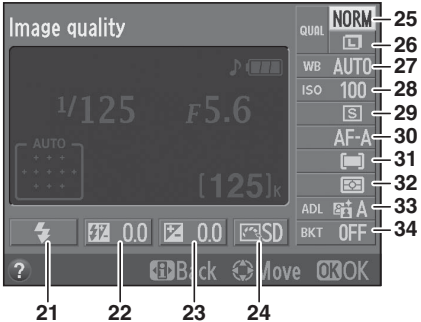 Image quality
QUAL NORM 25
L 26
WB AUTO 27
ISO 100 28
S 29
AF-A 30
31
32
ADL A 33
BKT OFF 34
1/125 F5.6
AUTO
[125]K
0.0 0.0 SD
? Back Move OK OK
21 22 23 24